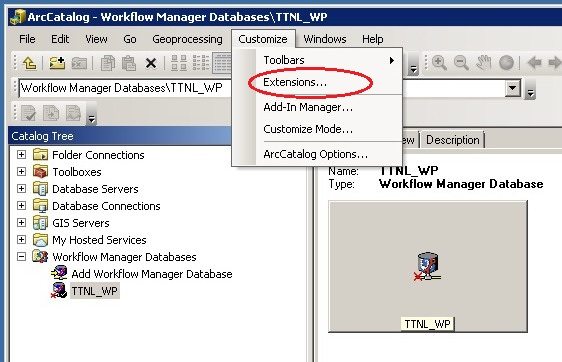 ArcCatalog - Workflow Manager Databases\TTNL_WP
File Edit View Go Geoprocessing Customize Windows Help
Toolbars
Extensions...
Add-In Manager...
Customize Mode...
ArcCatalog Options...
Workflow Manager Databases\TTNL_WP
Catalog Tree
Folder Connections
Toolboxes
Database Servers
Database Connections
GIS Servers
My Hosted Services
Workflow Manager Databases
Add Workflow Manager Database
TTNL_WP
Description
Name: TTNL_WP
Type: Workflow Manager Database
TTNL_WP